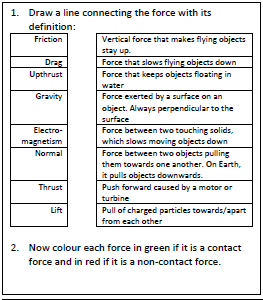 1. Draw a line connecting the force with its
definition:
Friction
Vertical force that makes flying objects
stay up.
Drag
Force that slows flying objects down
Upthrust
Force that keeps objects floating in
water
Gravity
Force exerted by a surface on an
object. Always perpendicular to the
surface
Electro-
magnetism
Force between two touching solids,
which slows moving objects down
Normal
Force between two objects pulling
them towards one another. On Earth,
it pulls objects downwards.
Thrust
Push forward caused by a motor or
turbine
Lift
Pull of charged particles towards/apart
from each other
2. Now colour each force in green if it is a contact
force and in red if it is a non-contact force.